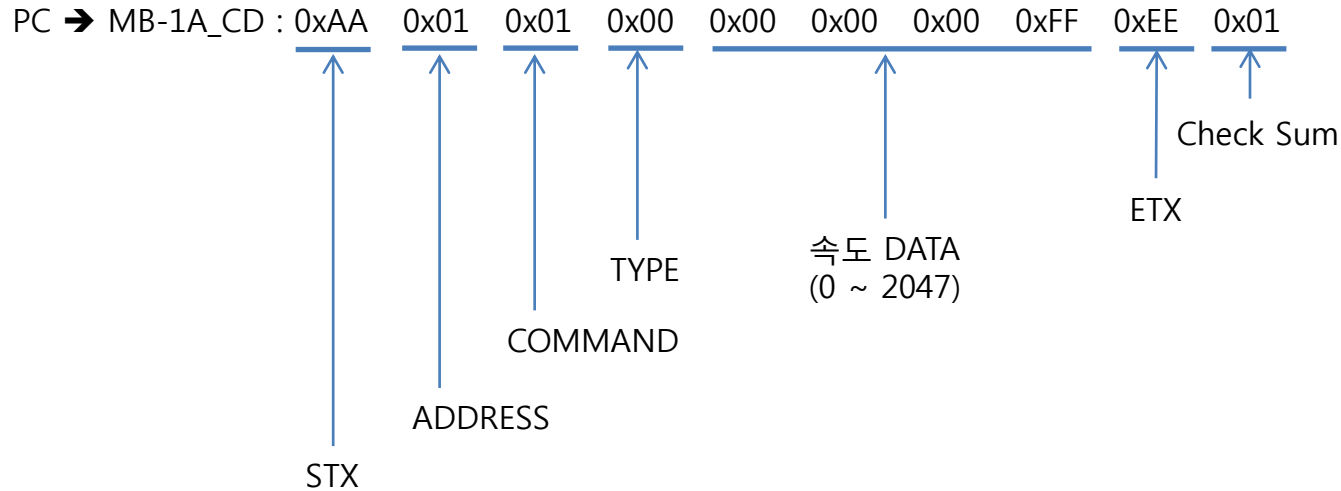 PC ➔ MB-1A_CD : 0xAA 0x01 0x01 0x00 0x00 0x00 0x00 0xFF 0xEE 0x01
Check Sum
ETX
속도 DATA
(0 ~ 2047)
TYPE
COMMAND
ADDRESS
STX